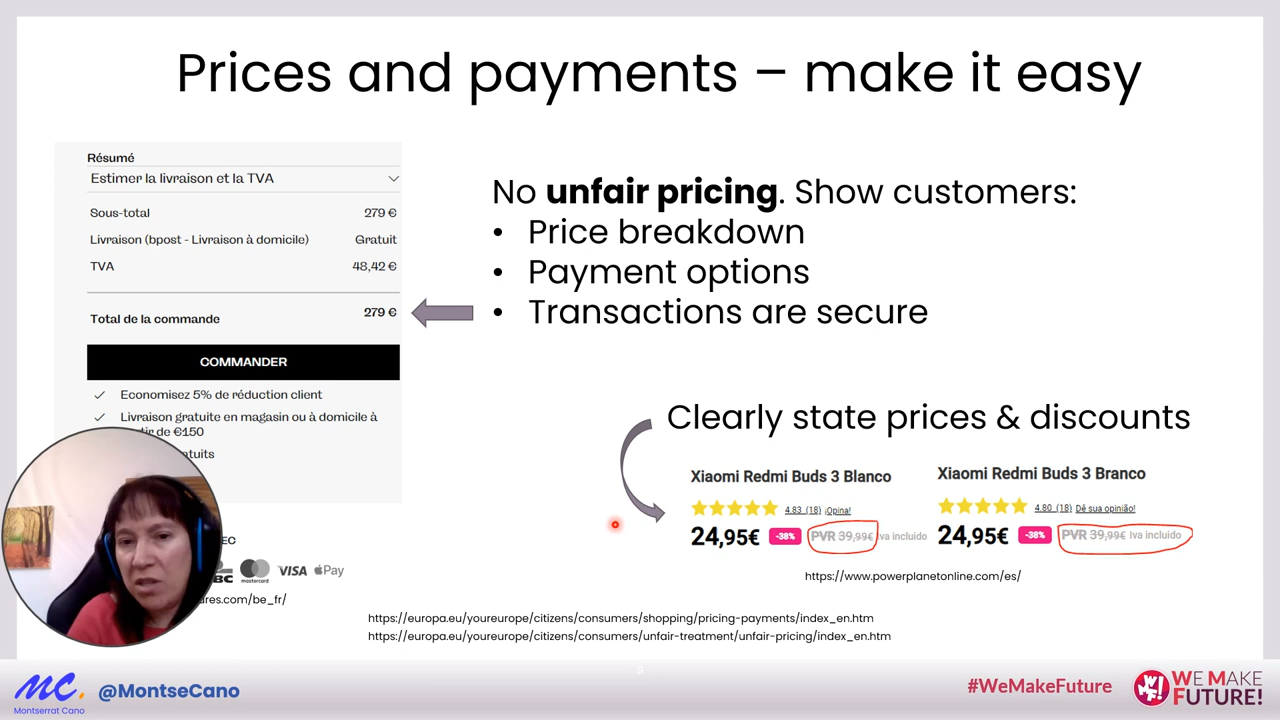 Prices and payments – make it easy
Résumé
Estimer la livraison et la TVA
Sous-total 279 €
Livraison (bpost - Livraison à domicile) Gratuit
TVA 48,42 €
Total de la commande 279 €
COMMANDER
Economisez 5% de réduction client
Livraison gratuite en magasin ou à domicile à
de €150
No unfair pricing. Show customers:
• Price breakdown
• Payment options
• Transactions are secure
Clearly state prices & discounts
Xiaomi Redmi Buds 3 Blanco
4.83 (18) ¡Opina!
24,95€ -38% PVR 39,99€ Iva incluido
Xiaomi Redmi Buds 3 Branco
4.80 (18) Dê sua opinião!
24,95€ -38% PVR 39,99€ Iva incluido
https://www.powerplanetonline.com/es/
mastercard VISA Pay
res.com/be_fr/
https://europa.eu/youreurope/citizens/consumers/shopping/pricing-payments/index_en.htm
https://europa.eu/youreurope/citizens/consumers/unfair-treatment/unfair-pricing/index_en.htm
9
MC.
Montserrat Cano
@MontseCano
#WeMakeFuture
WMF!
WE MAKE
FUTURE!